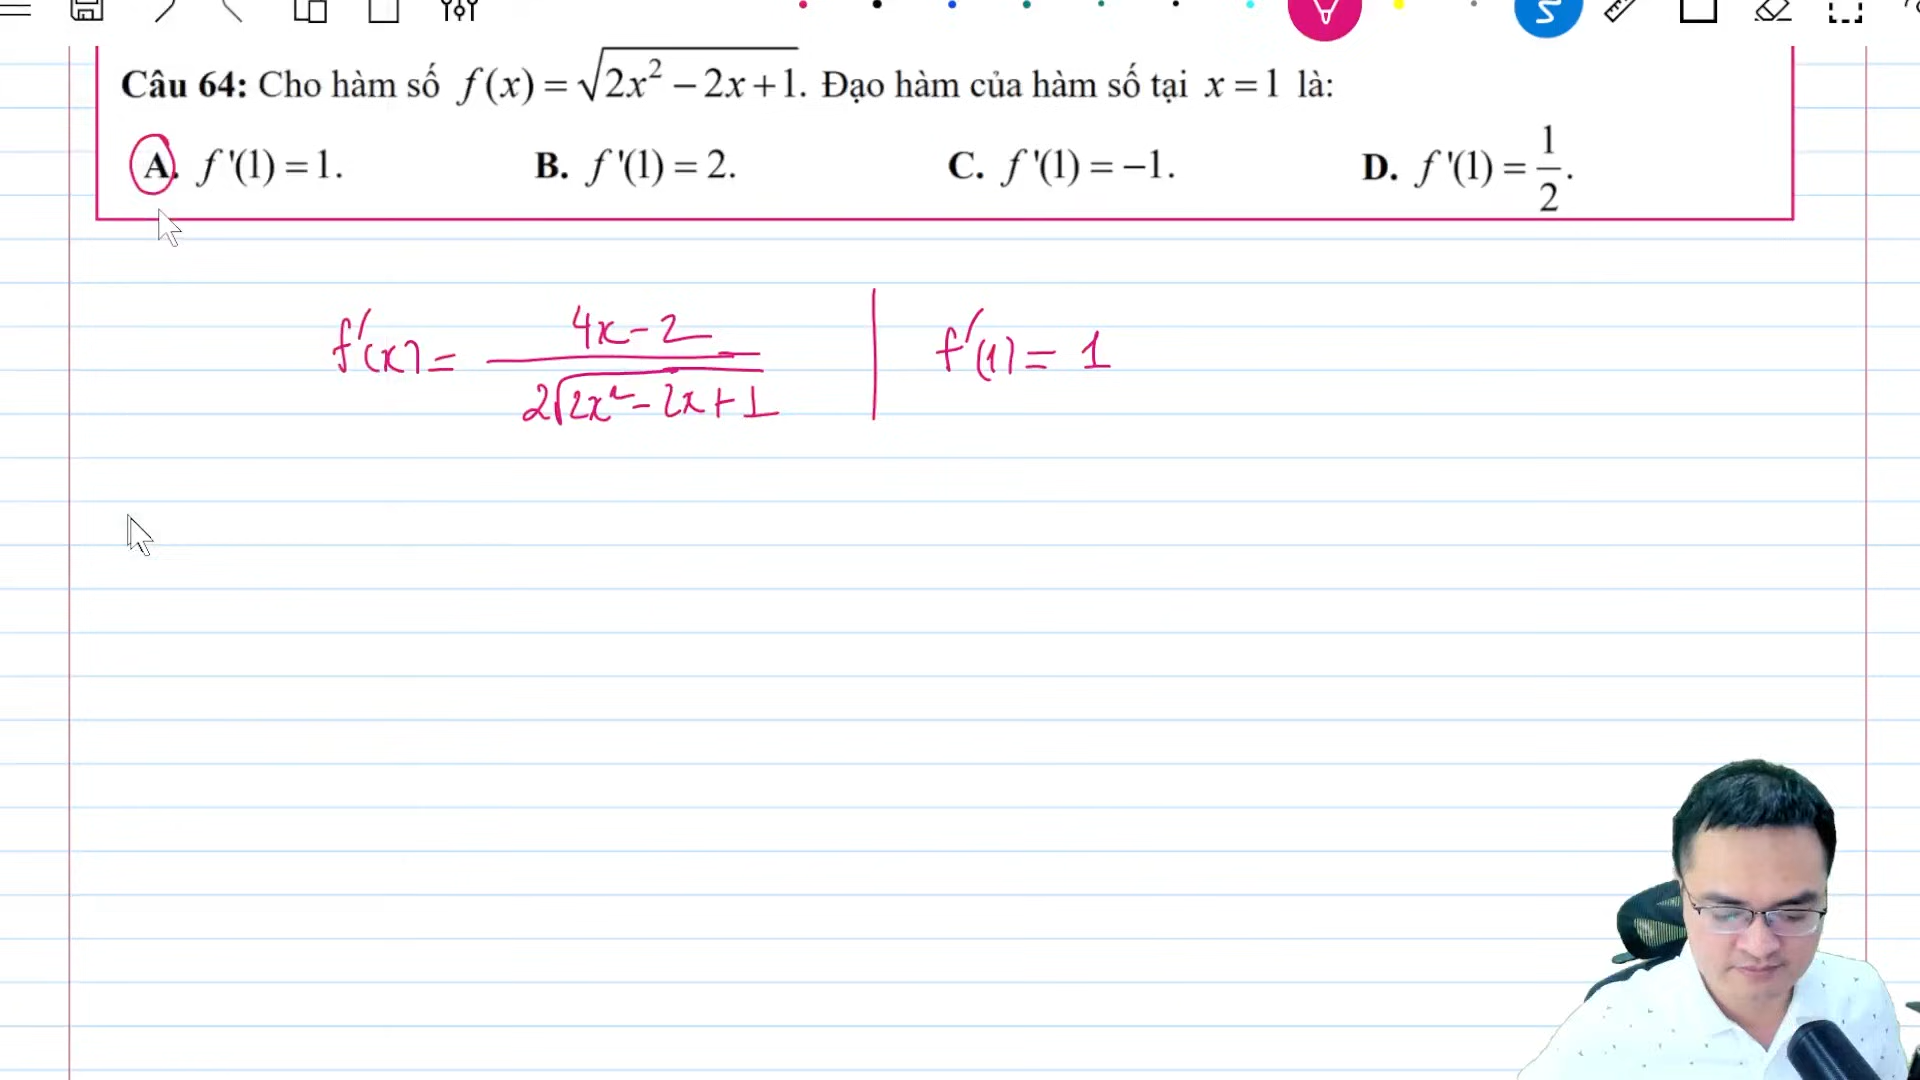 Câu 64: Cho hàm số f(x) = √(2x² − 2x + 1). Đạo hàm của hàm số tại x = 1 là:
A. f'(1) = 1. B. f'(1) = 2. C. f'(1) = −1. D. f'(1) = 1/2.
f'(x) = (4x − 2)/(2√(2x² − 2x + 1)) | f'(1) = 1